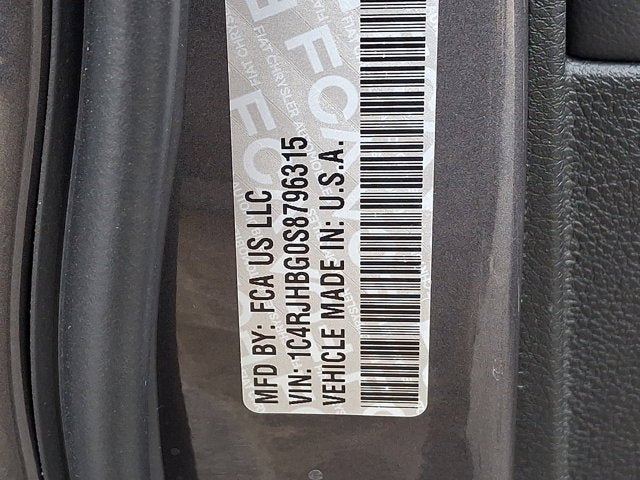 MFD BY: FCA US LLC
VIN: 1C4RJHBG0S8796315
VEHICLE MADE IN: U.S.A.